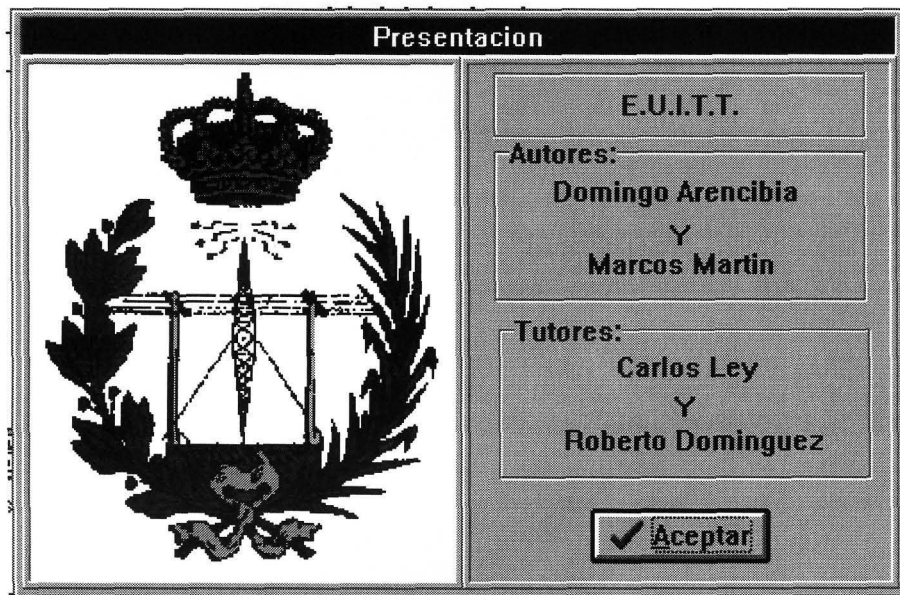 Presentacion
E.U.I.T.T.
Autores:
Domingo Arencibia
Y
Marcos Martin
Tutores:
Carlos Ley
Y
Roberto Dominguez
Aceptar